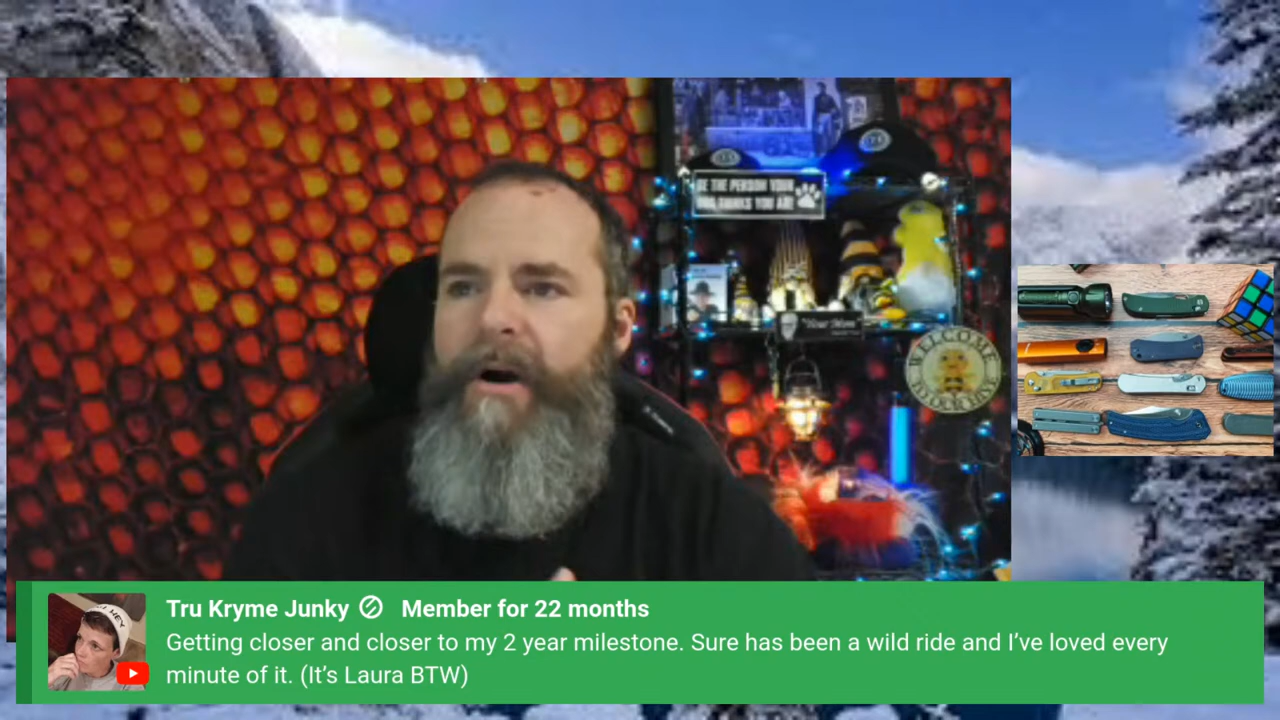 BE THE PERSON YOUR
DOG THINKS YOU ARE
"Your Mom"
WELCOME
Tru Kryme Junky Member for 22 months
Getting closer and closer to my 2 year milestone. Sure has been a wild ride and I've loved every
minute of it. (It's Laura BTW)